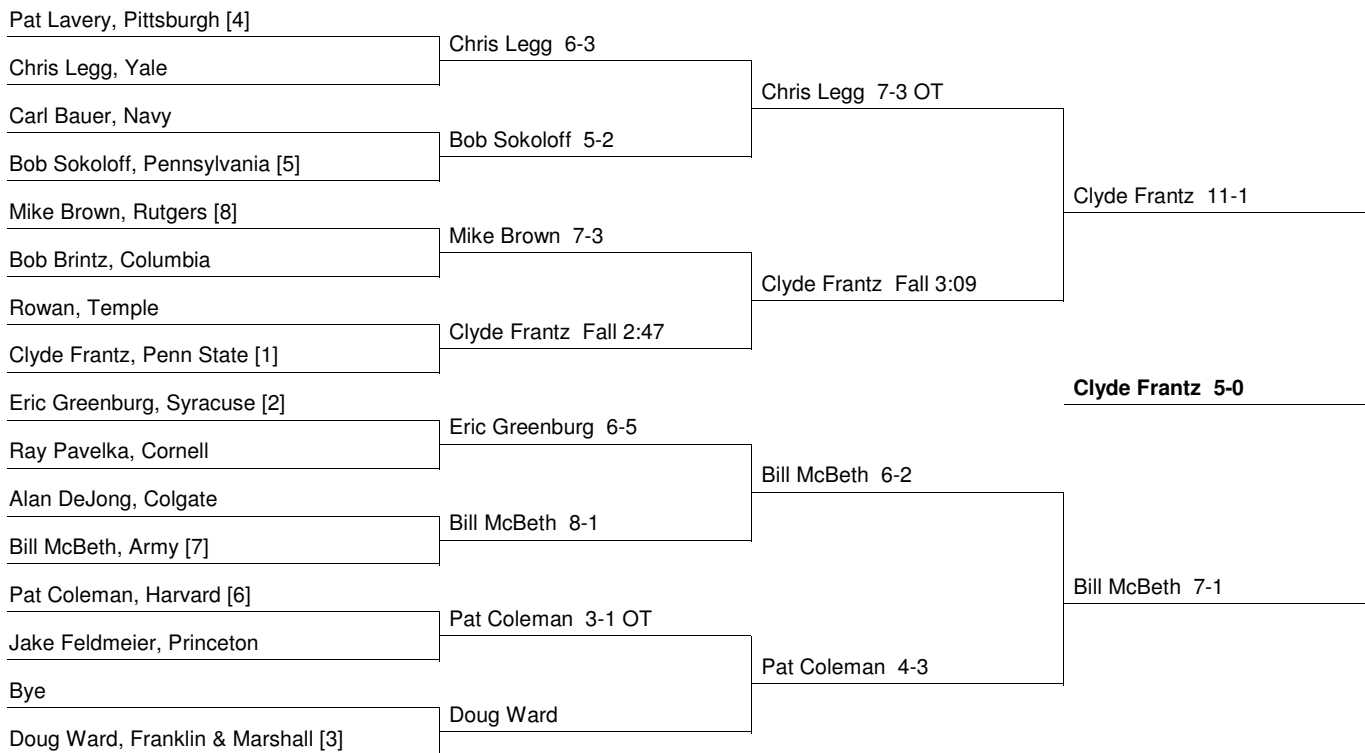 Pat Lavery, Pittsburgh [4]
Chris Legg 6-3
Chris Legg, Yale
Chris Legg 7-3 OT
Carl Bauer, Navy
Bob Sokoloff 5-2
Bob Sokoloff, Pennsylvania [5]
Clyde Frantz 11-1
Mike Brown, Rutgers [8]
Mike Brown 7-3
Bob Brintz, Columbia
Clyde Frantz Fall 3:09
Rowan, Temple
Clyde Frantz Fall 2:47
Clyde Frantz, Penn State [1]
Clyde Frantz 5-0
Eric Greenburg, Syracuse [2]
Eric Greenburg 6-5
Ray Pavelka, Cornell
Bill McBeth 6-2
Alan DeJong, Colgate
Bill McBeth 8-1
Bill McBeth, Army [7]
Bill McBeth 7-1
Pat Coleman, Harvard [6]
Pat Coleman 3-1 OT
Jake Feldmeier, Princeton
Pat Coleman 4-3
Bye
Doug Ward
Doug Ward, Franklin & Marshall [3]